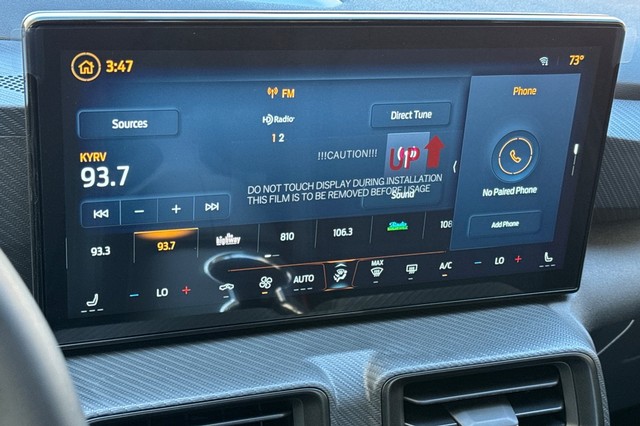 3:47
73°
FM
Phone
Sources
HD Radio
Direct Tune
1 2
KYRV
93.7
!!!CAUTION!!!
UP
DO NOT TOUCH DISPLAY DURING INSTALLATION
THIS FILM IS TO BE REMOVED BEFORE USAGE
Sound
No Paired Phone
Add Phone
93.3
93.7
highway
810
106.3
Radio
108
LO
AUTO
MAX
A/C
LO